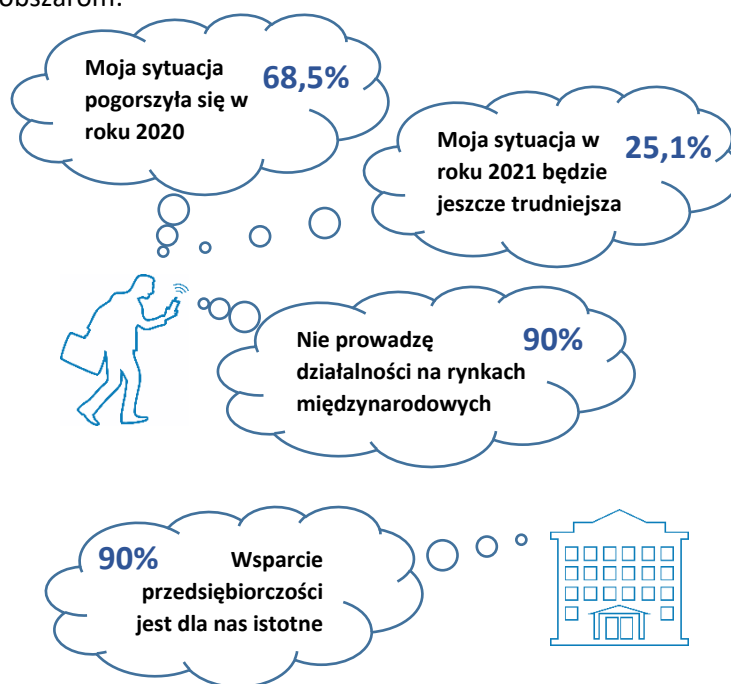 obszarom:
Moja sytuacja 68,5%
pogorszyła się w
roku 2020
Moja sytuacja w 25,1%
roku 2021 będzie
jeszcze trudniejsza
Nie prowadzę 90%
działalności na rynkach
międzynarodowych
90% Wsparcie
przedsiębiorczości
jest dla nas istotne